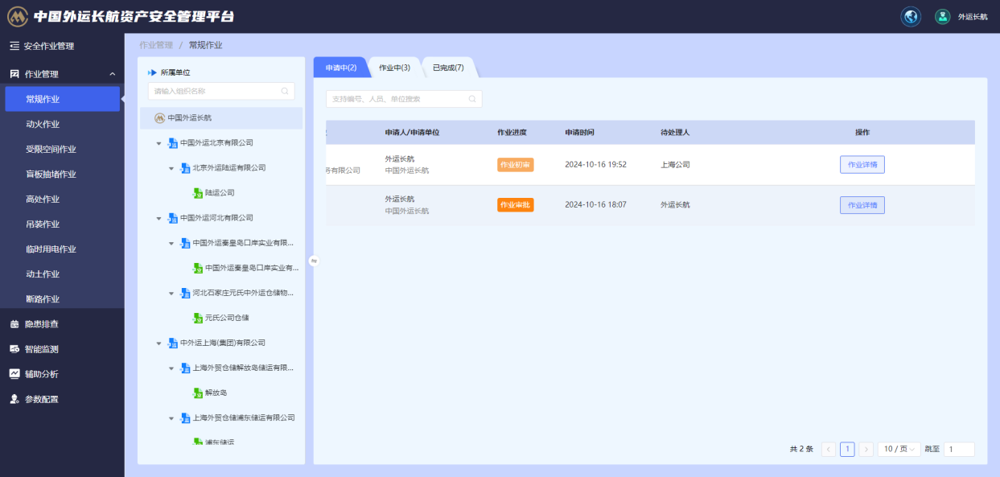 中国外运长航资产安全管理平台
外运长航
安全作业管理
作业管理
常规作业
动火作业
受限空间作业
盲板抽堵作业
高处作业
吊装作业
临时用电作业
动土作业
断路作业
隐患排查
智能监测
辅助分析
参数配置
作业管理 / 常规作业
所属单位
请输入组织名称
中国外运长航
中国外运北京有限公司
北京外运陆运有限公司
陆运公司
中国外运河北有限公司
中国外运秦皇岛口岸实业有限...
中国外运秦皇岛口岸实业有...
河北石家庄元氏中外运仓储物...
元氏公司仓储
中外运上海(集团)有限公司
上海外贸仓储解放岛储运有限...
解放岛
上海外贸仓储浦东储运有限公司
浦东储运
申请中(2) 作业中(3) 已完成(7)
支持编号、人员、单位搜索
申请人/申请单位 作业进度 申请时间 待处理人 操作
外运长航
务有限公司 中国外运长航 作业初审 2024-10-16 19:52 上海公司 作业详情
外运长航
中国外运长航 作业审批 2024-10-16 18:07 外运长航 作业详情
共 2 条 1 10 / 页 跳至 1